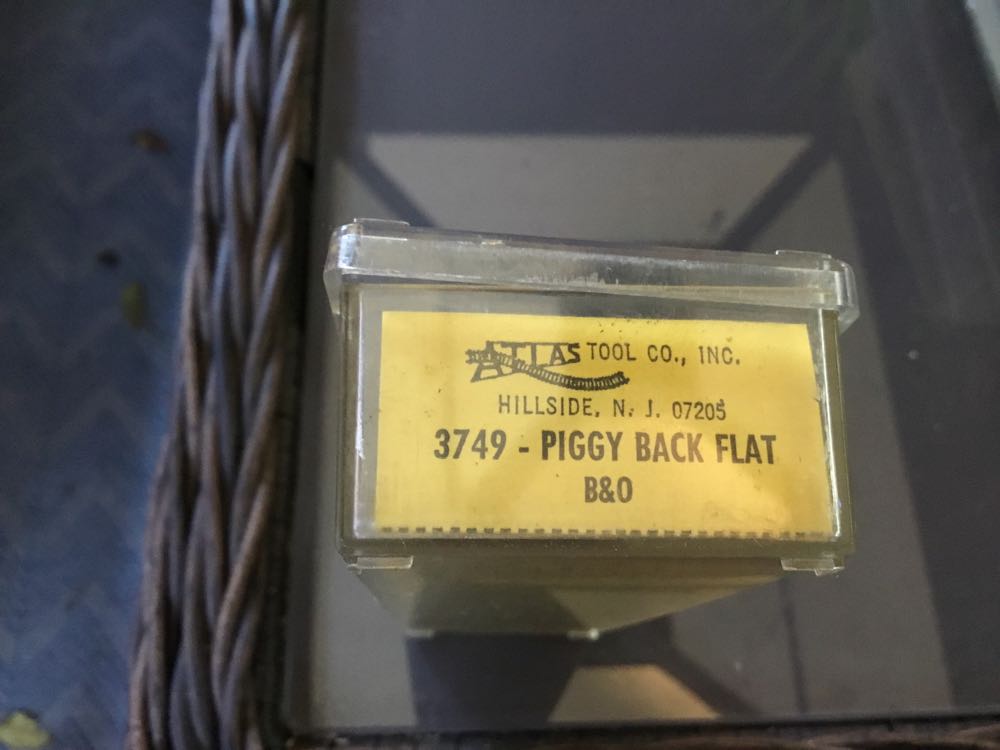 ATLAS TOOL CO., INC.
HILLSIDE, N. J. 07205
3749 - PIGGY BACK FLAT
B&O